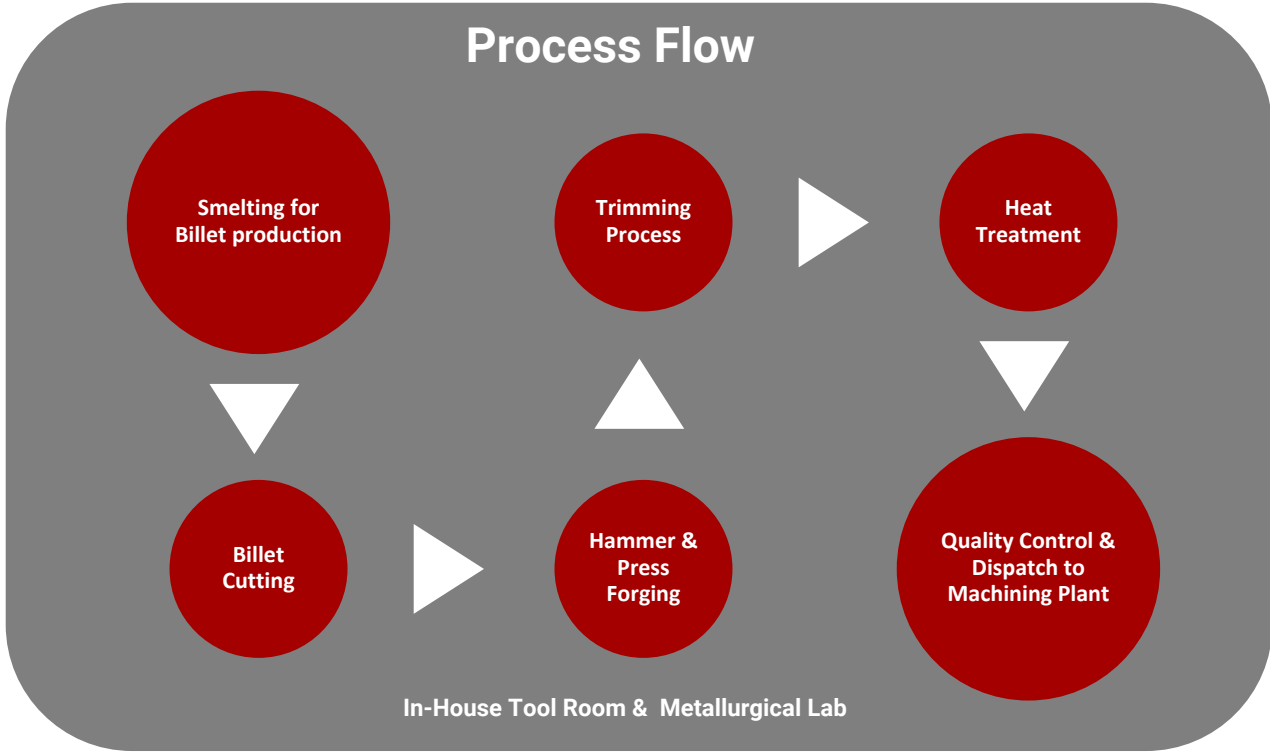 Process Flow
Smelting for
Billet production
Billet
Cutting
Hammer &
Press
Forging
Trimming
Process
Heat
Treatment
Quality Control &
Dispatch to
Machining Plant
In-House Tool Room &  Metallurgical Lab